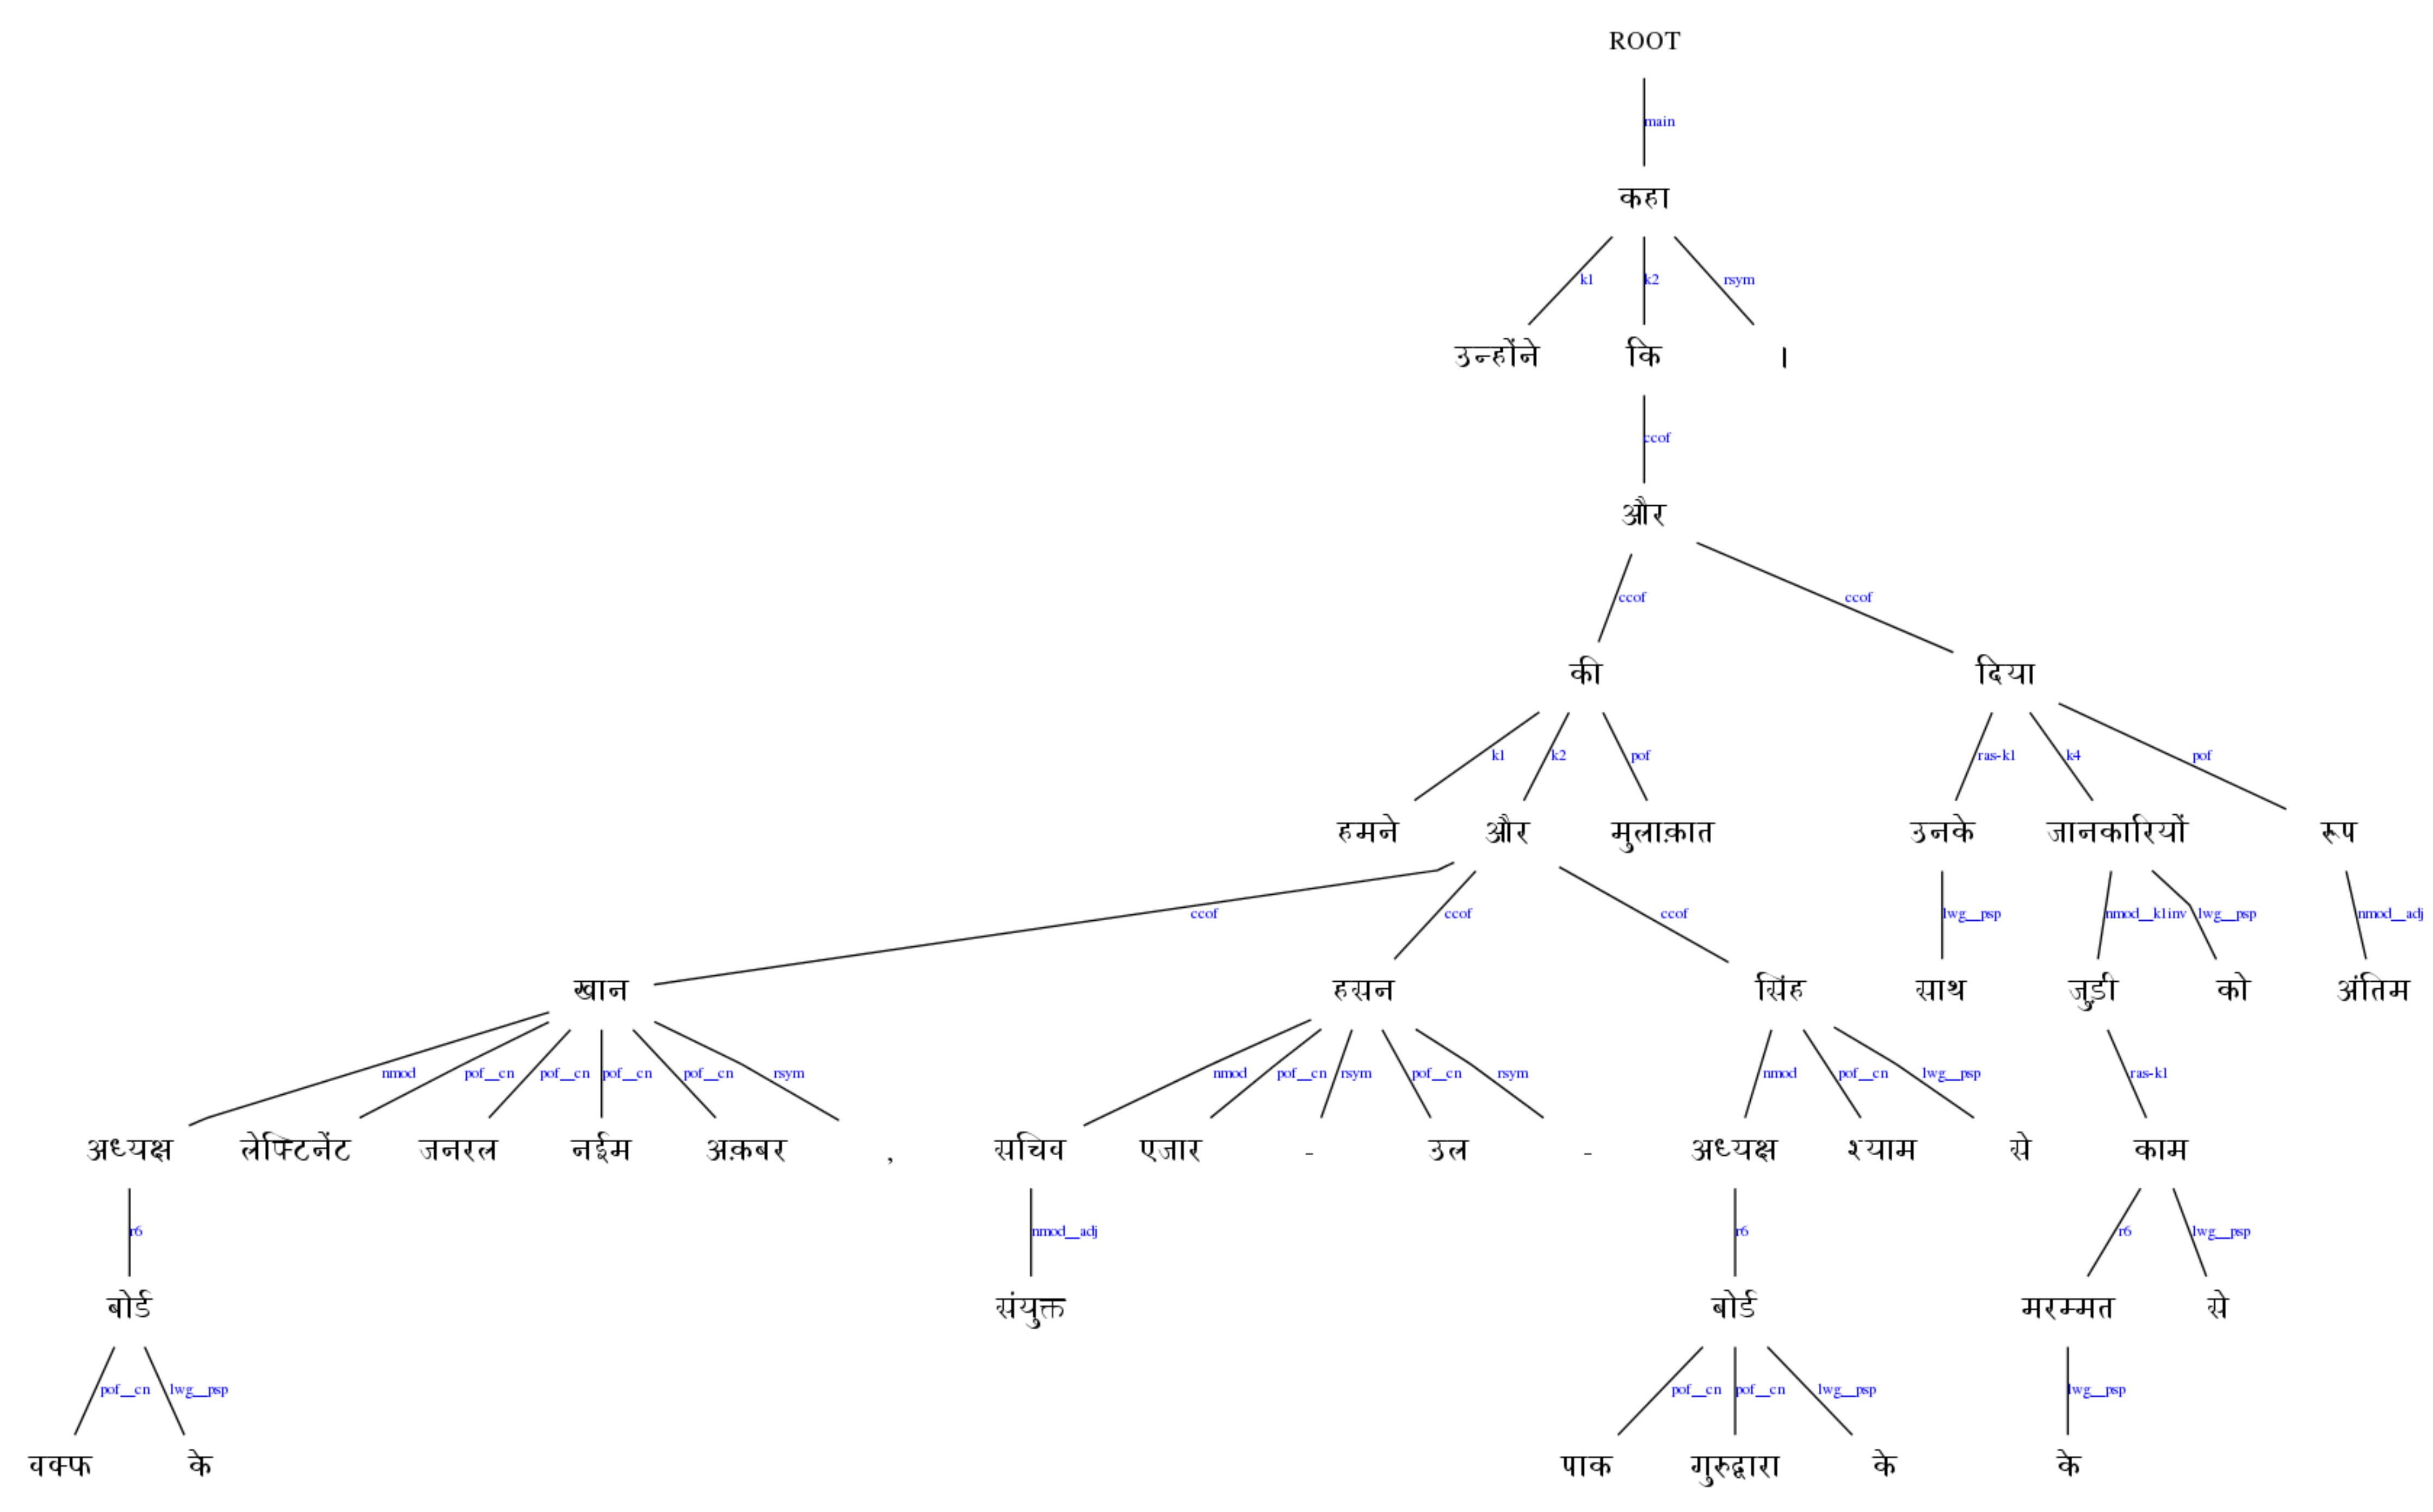 ROOT
main
कहा
k1 k2 rsym
उन्होंने कि ।
ccof
और
ccof ccof
की दिया
k1 k2 pof ras-k1 k4 pof
हमने और मुलाक़ात उनके जानकारियों रूप
ccof ccof ccof lwg__psp nmod__k1inv lwg__psp nmod__adj
खान हसन सिंह साथ जुड़ी को अंतिम
nmod pof__cn pof__cn pof__cn pof__cn rsym nmod pof__cn rsym pof__cn rsym nmod pof__cn lwg__psp ras-k1
अध्यक्ष लेफ्टिनेंट जनरल नईम अक़बर , सचिव एजार - उल - अध्यक्ष श्याम से काम
r6 nmod__adj r6 r6 lwg__psp
बोर्ड संयुक्त बोर्ड मरम्मत से
pof__cn lwg__psp pof__cn pof__cn lwg__psp lwg__psp
वक्फ के पाक गुरुद्वारा के के